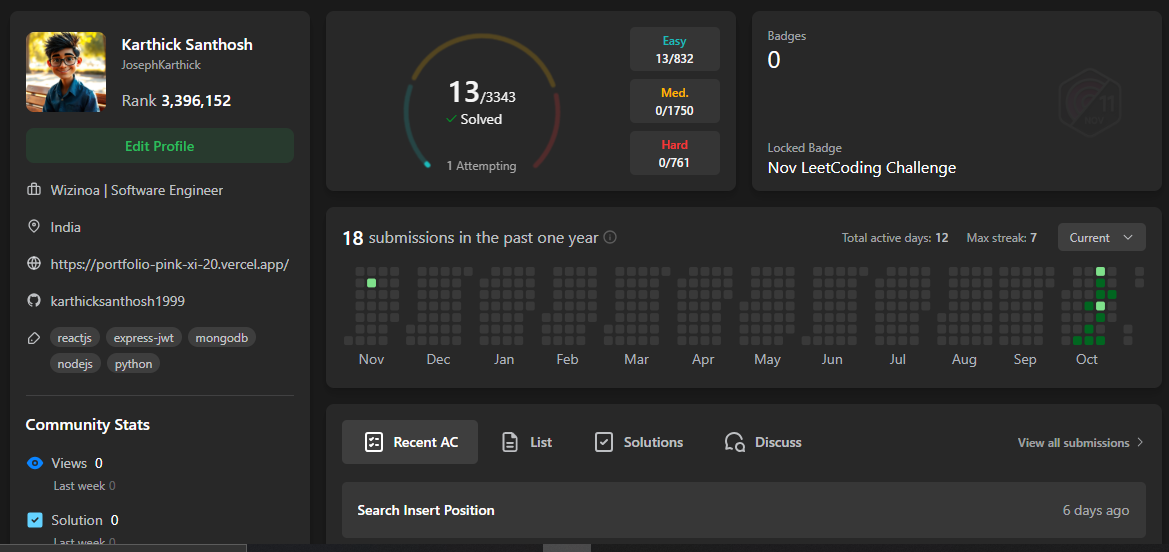 Karthick Santhosh
JosephKarthick
Rank 3,396,152
Edit Profile
Wizinoa | Software Engineer
India
https://portfolio-pink-xi-20.vercel.app/
karthicksanthosh1999
reactjs express-jwt mongodb
nodejs python
Community Stats
Views 0
Last week 0
Solution 0
Last week 0
13/3343
Solved
1 Attempting
Easy
13/832
Med.
0/1750
Hard
0/761
Badges
0
Locked Badge
Nov LeetCoding Challenge
11
NOV
18 submissions in the past one year
Total active days: 12 Max streak: 7 Current
Nov Dec Jan Feb Mar Apr May Jun Jul Aug Sep Oct
Recent AC List Solutions Discuss View all submissions
Search Insert Position 6 days ago